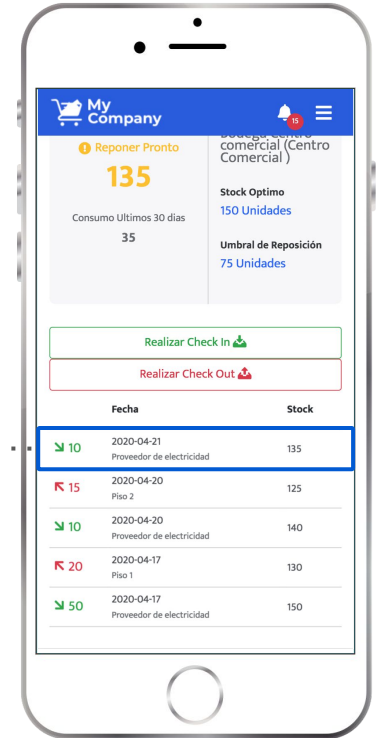 My
Company
15
Bodega Centro
comercial (Centro
Comercial )
Reponer Pronto
135
Consumo Ultimos 30 dias
35
Stock Optimo
150 Unidades
Umbral de Reposición
75 Unidades
Realizar Check In
Realizar Check Out
Fecha Stock
10 2020-04-21 135
Proveedor de electricidad
15 2020-04-20 125
Piso 2
10 2020-04-20 140
Proveedor de electricidad
20 2020-04-17 130
Piso 1
50 2020-04-17 150
Proveedor de electricidad